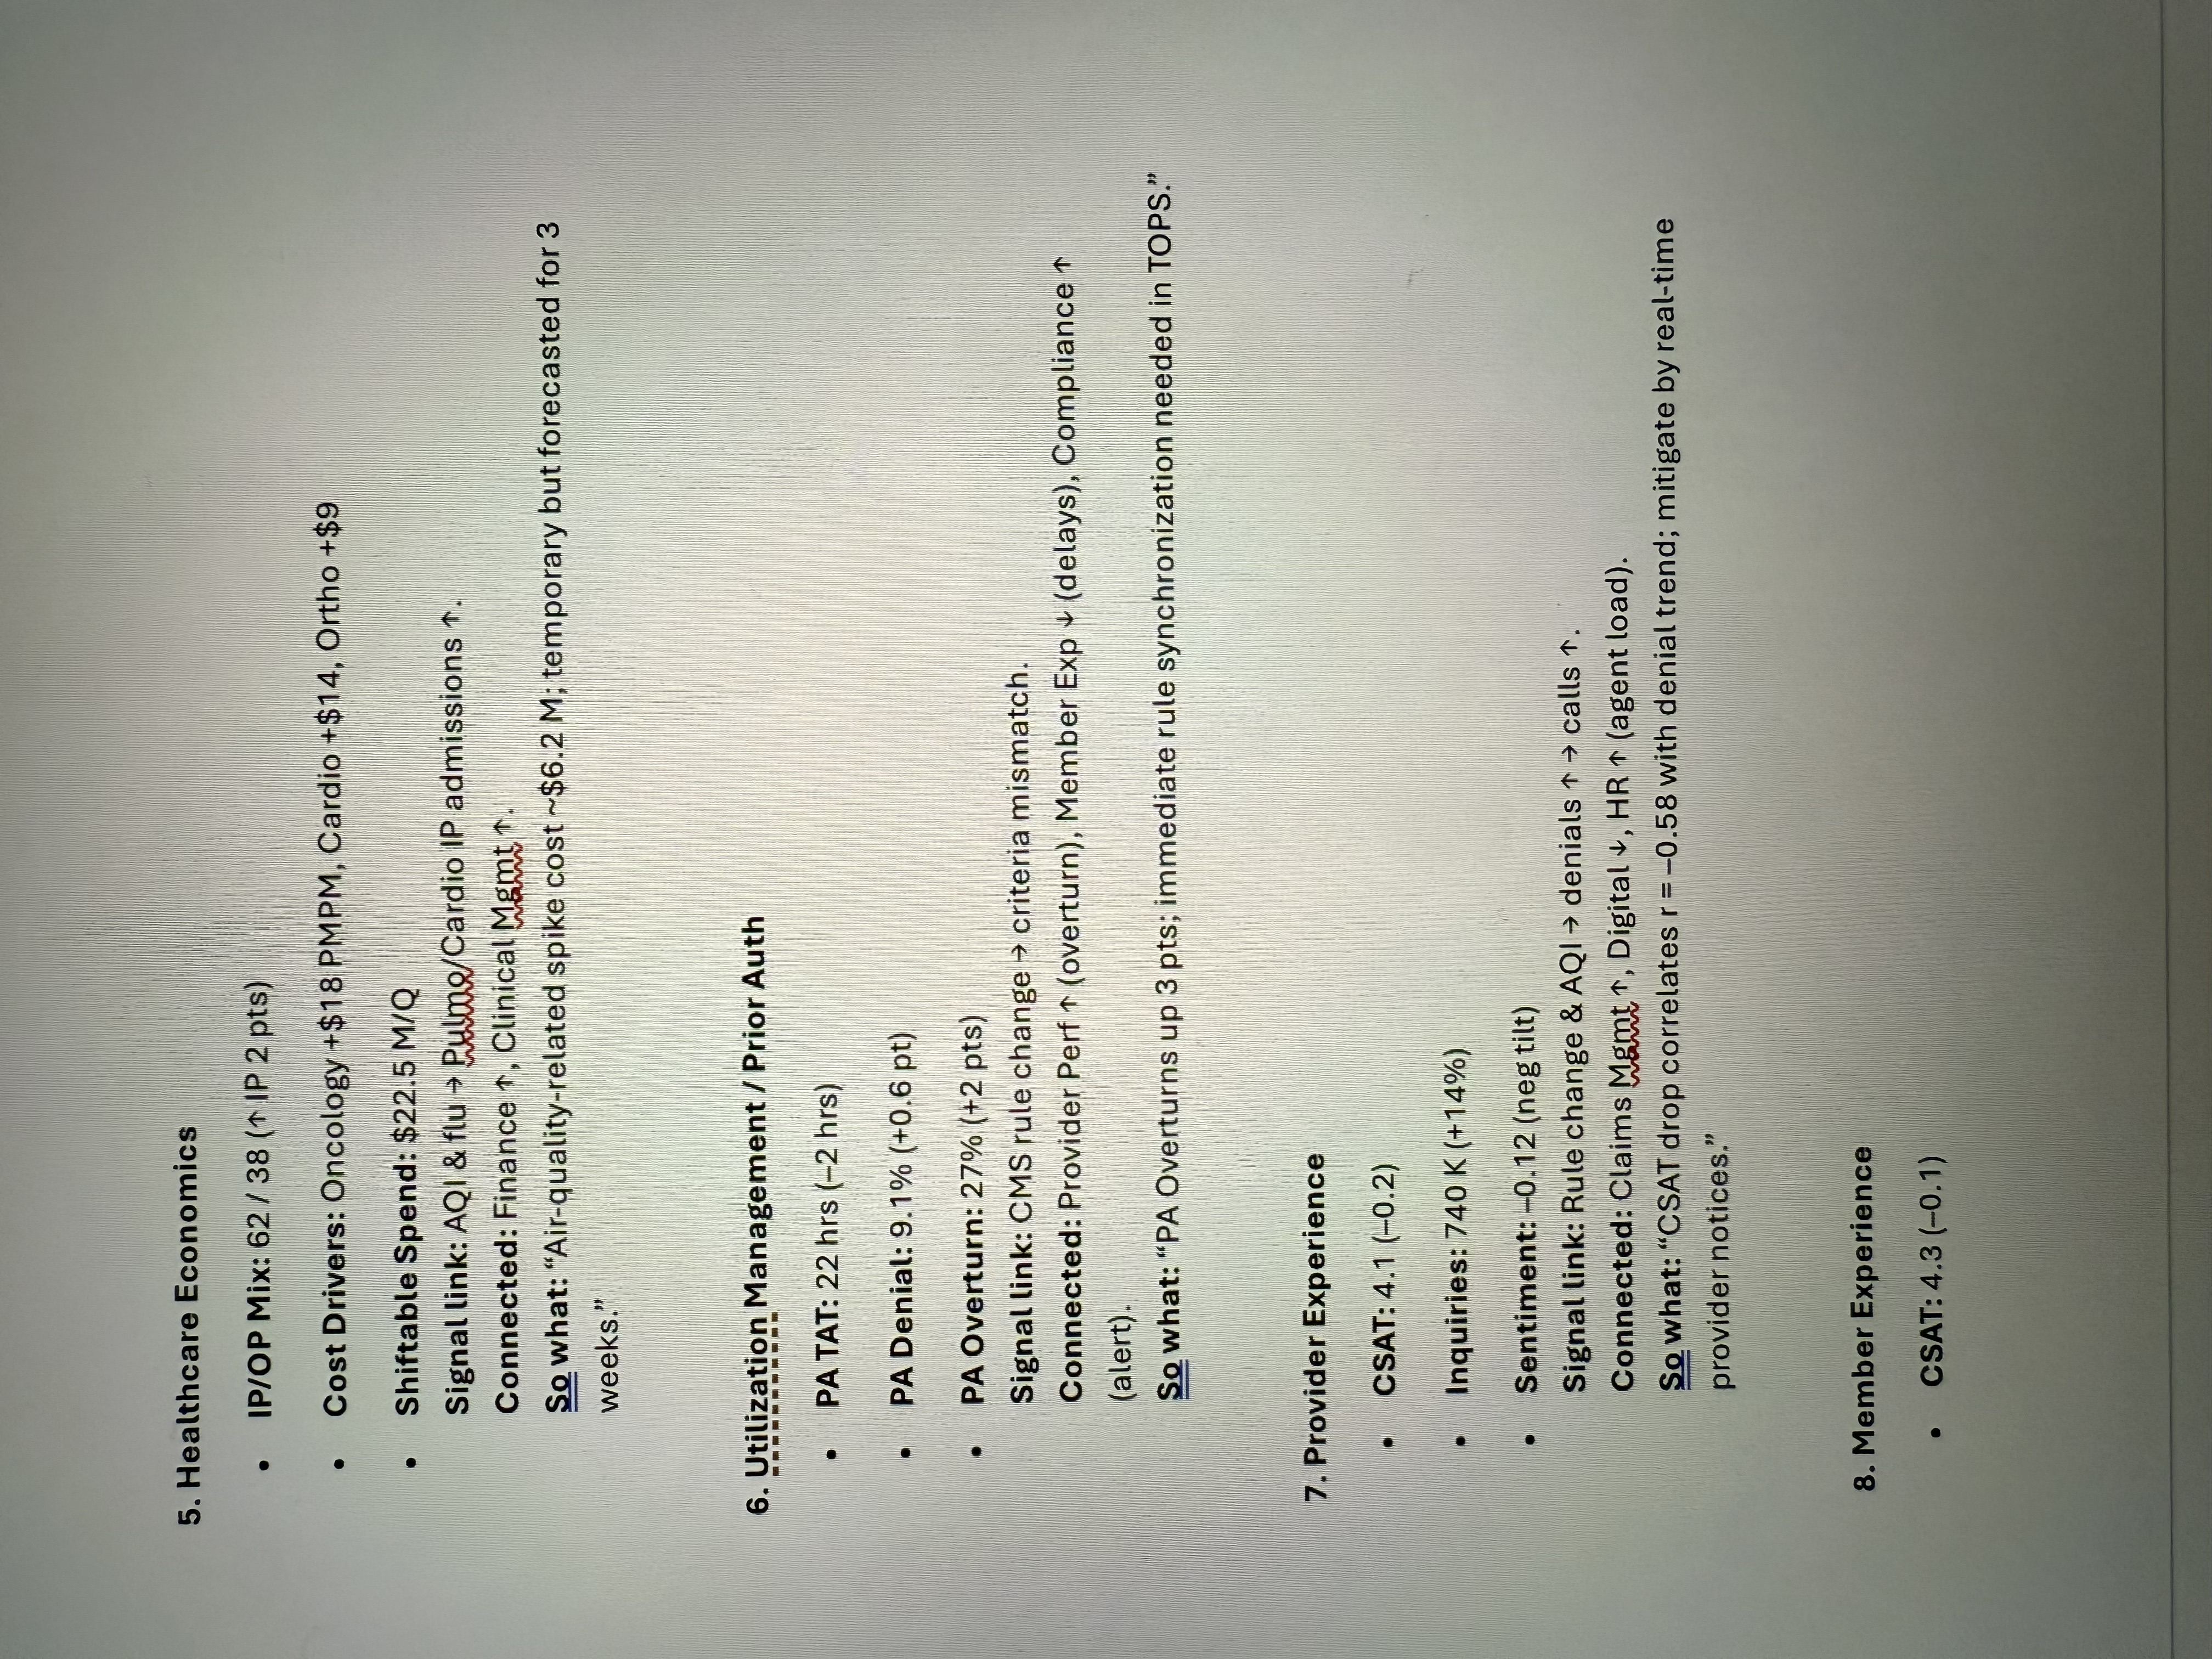 5. Healthcare Economics
• IP/OP Mix: 62 / 38 (↑ IP 2 pts)
• Cost Drivers: Oncology +$18 PMPM, Cardio +$14, Ortho +$9
• Shiftable Spend: $22.5 M/Q
Signal link: AQI & flu → Pulmo/Cardio IP admissions ↑.
Connected: Finance ↑, Clinical Mgmt ↑.
So what: “Air-quality-related spike cost ~$6.2 M; temporary but forecasted for 3
weeks.”
6. Utilization Management / Prior Auth
• PA TAT: 22 hrs (–2 hrs)
• PA Denial: 9.1% (+0.6 pt)
• PA Overturn: 27% (+2 pts)
Signal link: CMS rule change → criteria mismatch.
Connected: Provider Perf ↑ (overturn), Member Exp ↓ (delays), Compliance ↑
(alert).
So what: “PA Overturns up 3 pts; immediate rule synchronization needed in TOPS.”
7. Provider Experience
• CSAT: 4.1 (–0.2)
• Inquiries: 740 K (+14%)
• Sentiment: –0.12 (neg tilt)
Signal link: Rule change & AQI → denials ↑ → calls ↑.
Connected: Claims Mgmt ↑, Digital ↓, HR ↑ (agent load).
So what: “CSAT drop correlates r = –0.58 with denial trend; mitigate by real-time
provider notices.”
8. Member Experience
• CSAT: 4.3 (–0.1)